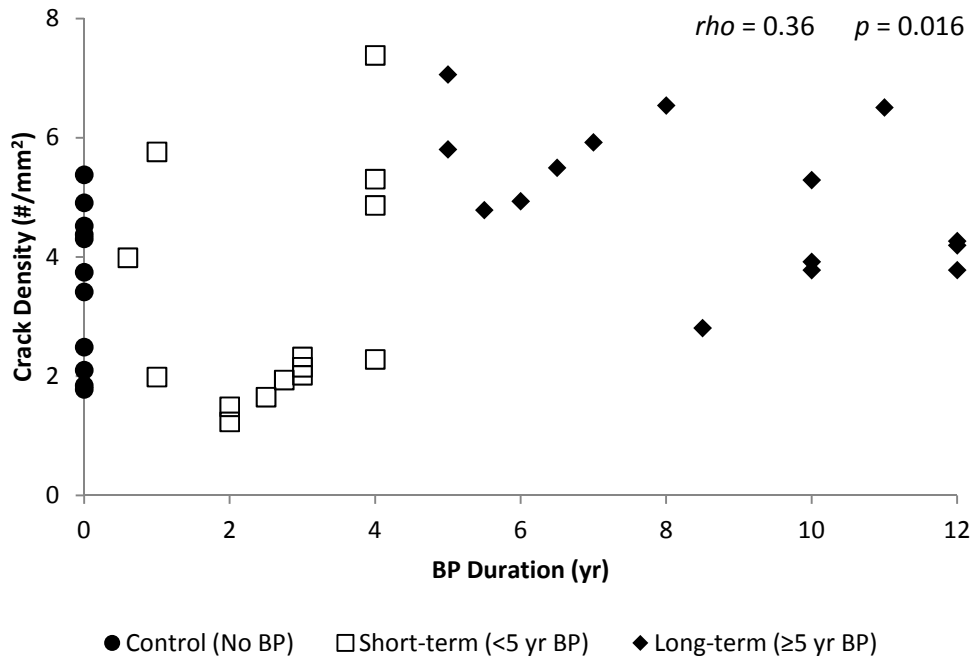 rho = 0.36 p = 0.016
Crack Density (#/mm²)
8
6
4
2
0
0 2 4 6 8 10 12
BP Duration (yr)
Control (No BP) Short-term (<5 yr BP) Long-term (≥5 yr BP)